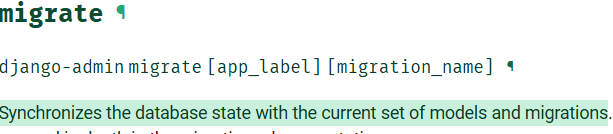 migrate ¶
django-admin migrate [app_label] [migration_name] ¶
Synchronizes the database state with the current set of models and migrations.